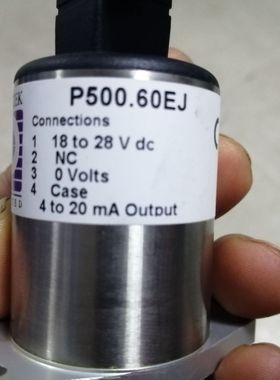 P500.60EJ
Connections
1 18 to 28 V dc
2 NC
3 0 Volts
4 Case
4 to 20 mA Output